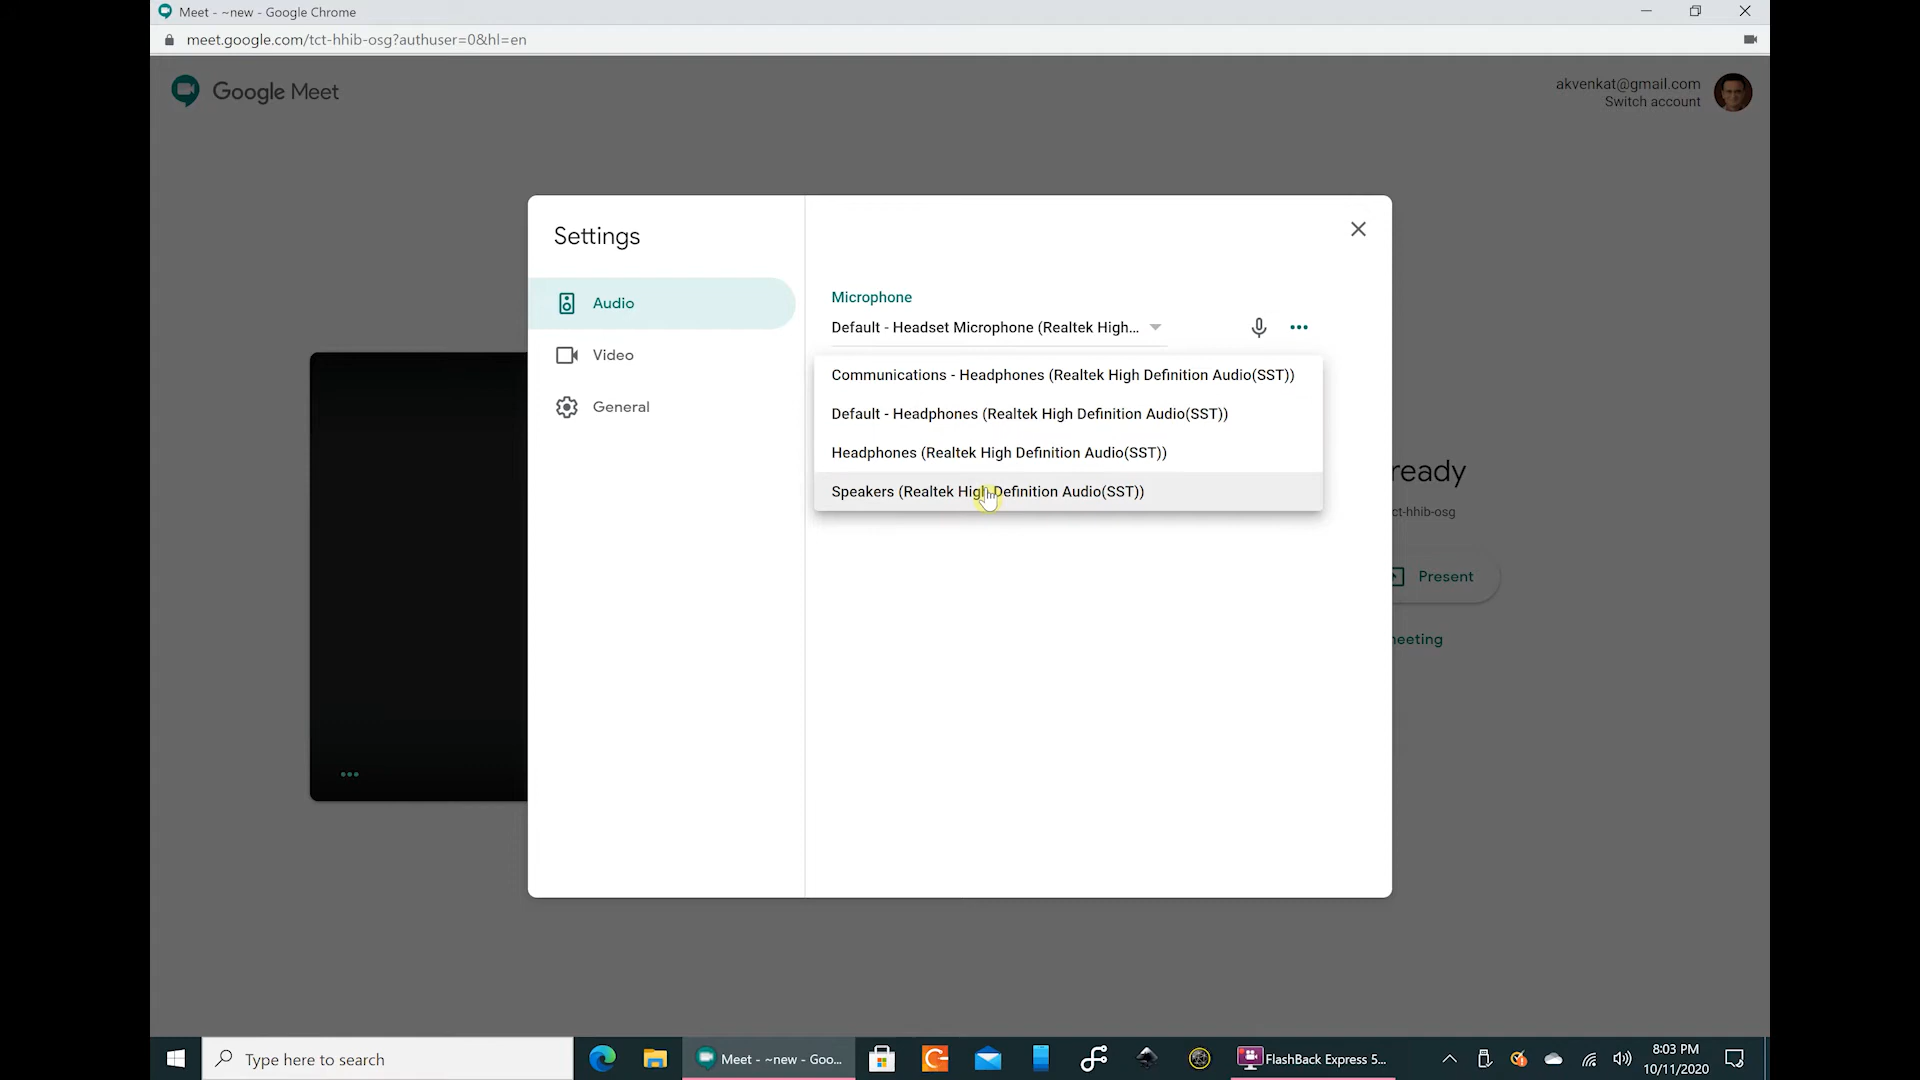 Meet - ~new - Google Chrome
meet.google.com/tct-hhib-osg?authuser=0&hl=en
Google Meet
akvenkat@gmail.com
Switch account
Settings
Audio
Video
General
Microphone
Default - Headset Microphone (Realtek High...
Communications - Headphones (Realtek High Definition Audio(SST))
Default - Headphones (Realtek High Definition Audio(SST))
Headphones (Realtek High Definition Audio(SST))
Speakers (Realtek High Definition Audio(SST))
ready
ct-hhib-osg
Present
neeting
Type here to search
Meet - ~new - Goo...
FlashBack Express 5...
8:03 PM
10/11/2020